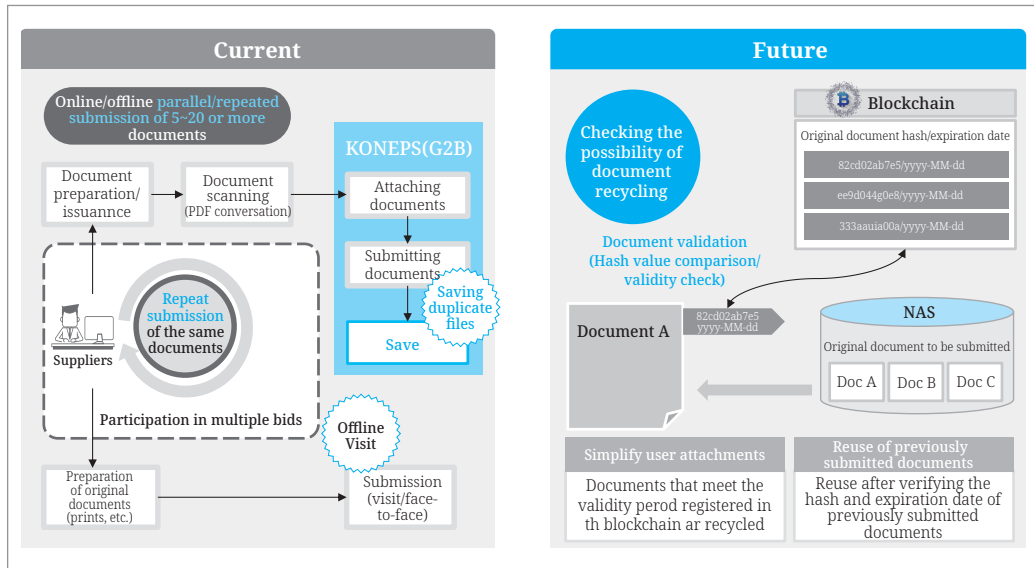 Current
Online/offline parallel/repeated
submission of 5~20 or more
documents
KONEPS(G2B)
Document
preparation/
issuannce
Document
scanning
(PDF conversation)
Attaching
documents
Submitting
documents
Saving
duplicate
files
Save
Repeat
submission
of the same
documents
Suppliers
Participation in multiple bids
Offline
Visit
Preparation
of original
documents
(prints, etc.)
Submission
(visit/face-
to-face)
Future
Checking the
possibility of
document
recycling
Blockchain
Original document hash/expiration date
82cd02ab7e5/yyyy-MM-dd
ee9d044g0e8/yyyy-MM-dd
333aauia00a/yyyy-MM-dd
Document validation
(Hash value comparison/
validity check)
Document A
82cd02ab7e5
yyyy-MM-dd
NAS
Original document to be submitted
Doc A
Doc B
Doc C
Simplify user attachments
Documents that meet the
validity perod registered in
th blockchain ar recycled
Reuse of previously
submitted documents
Reuse after verifying the
hash and expiration date of
previously submitted
documents